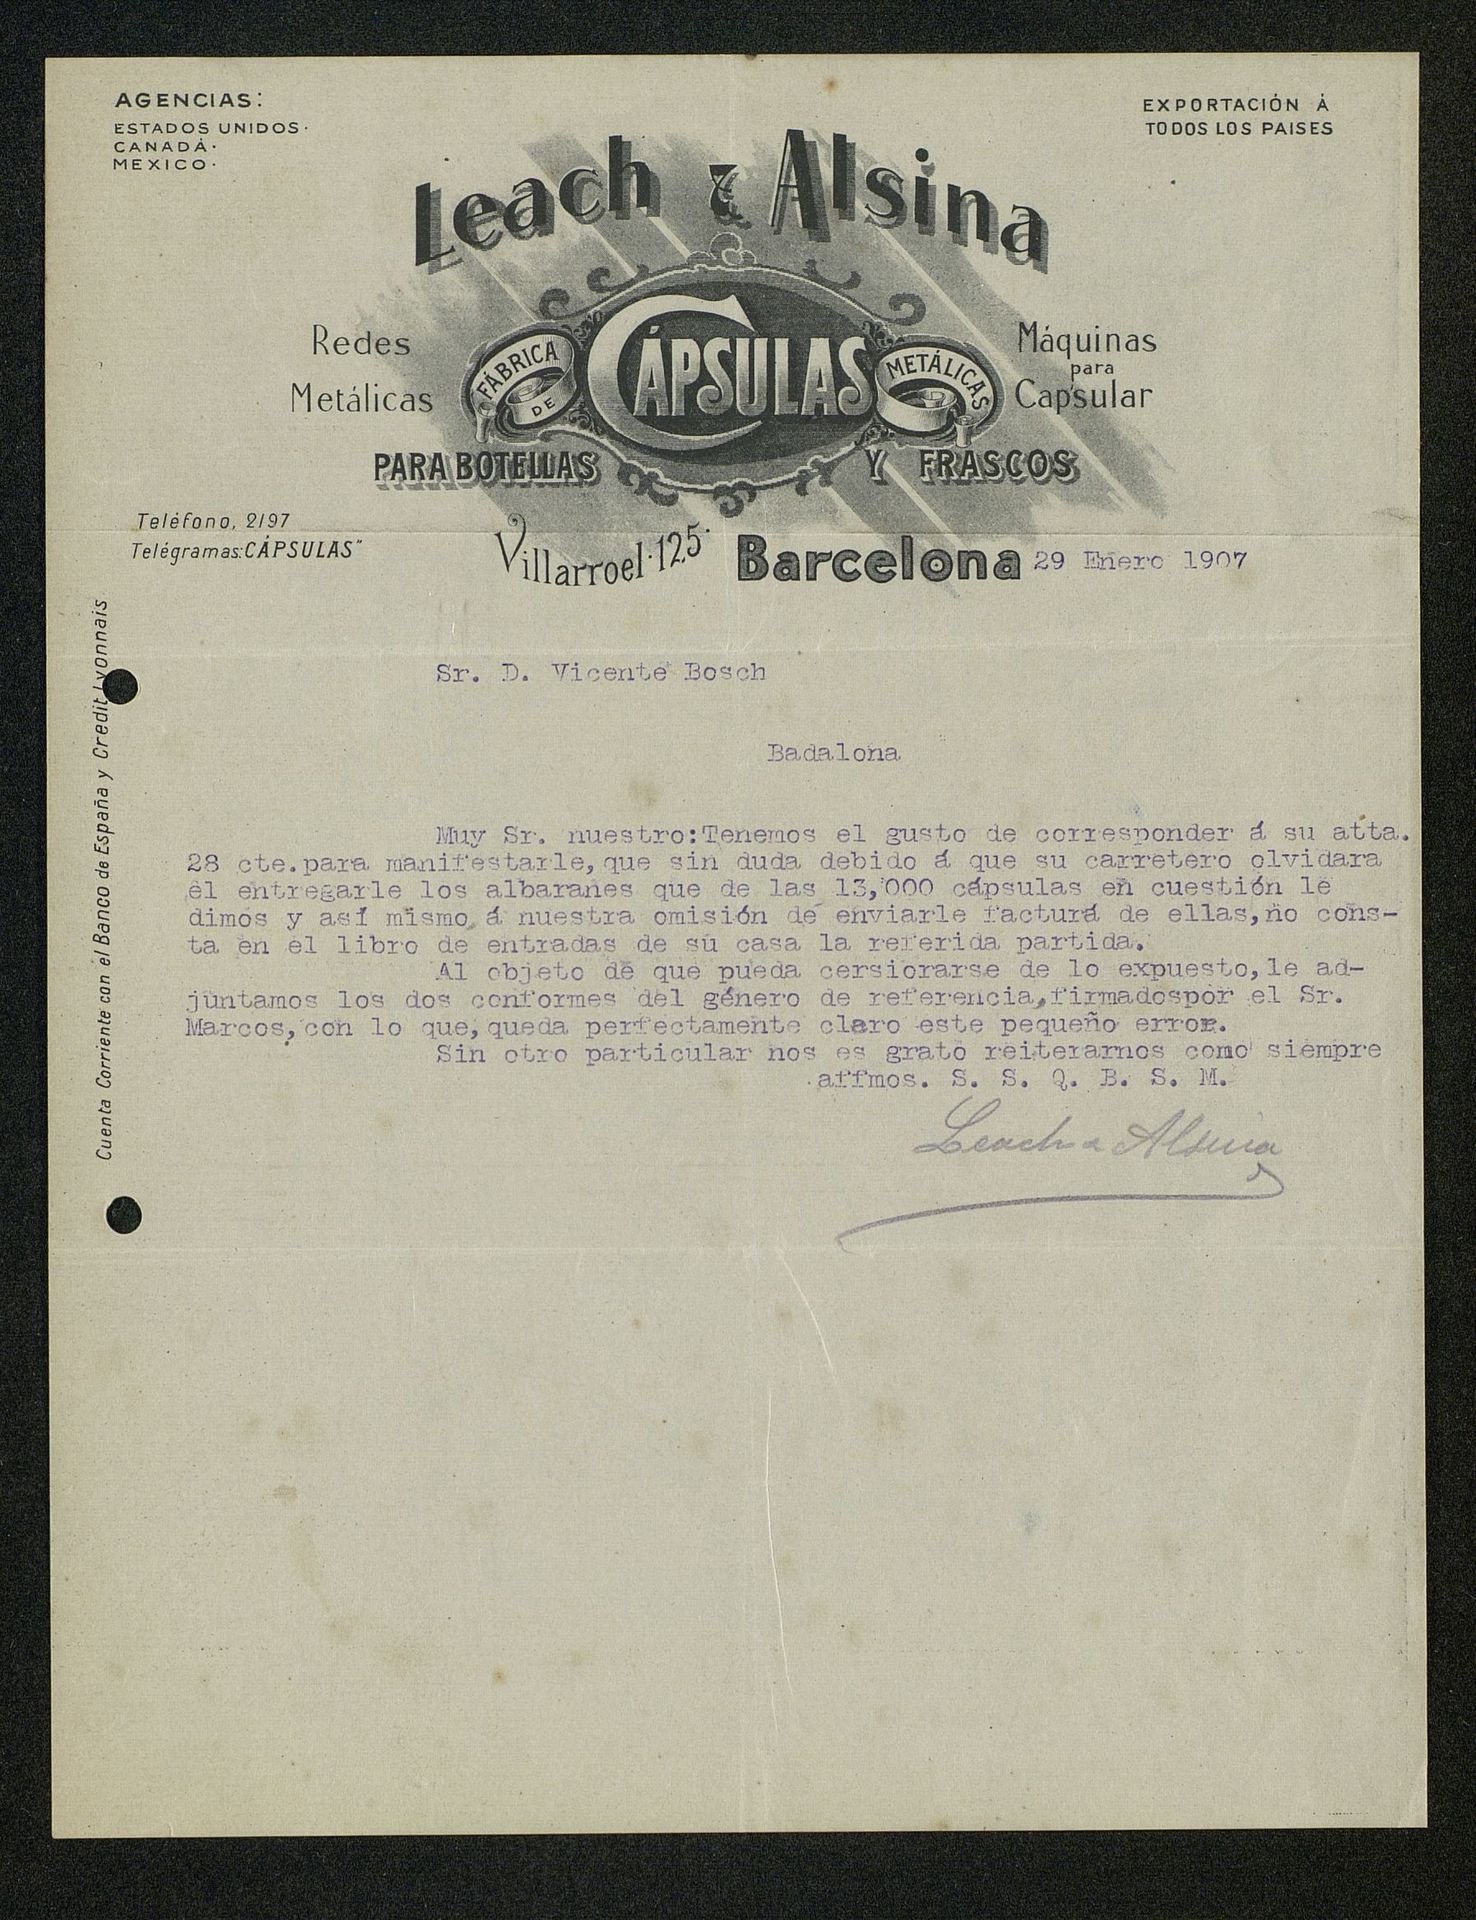 AGENCIAS:
ESTADOS UNIDOS·
CANADÁ·
MEXICO·
EXPORTACIÓN Á
TODOS LOS PAISES
Leach & Alsina
Redes
Metálicas
FÁBRICA
DE
CÁPSULAS
METÁLICAS
Máquinas
para
Capsular
PARA BOTELLAS Y FRASCOS
Teléfono, 2197
Telégramas: CÁPSULAS"
Villarroel·125· Barcelona 29 Enero 1907
Cuenta Corriente con el Banco de España y Credit Lyonnais
Sr. D. Vicente Bosch
Badalona
Muy Sr. nuestro: Tenemos el gusto de corresponder á su atta.
28 cte. para manifestarle, que sin duda debido á que su carretero olvidara
el entregarle los albaranes que de las 13,000 cápsulas en cuestión le
dimos y así mismo á nuestra omisión de enviarle facturá de ellas, no cons-
ta en el libro de entradas de su casa la referida partida.
Al objeto de que pueda cersiorarse de lo expuesto, le ad-
juntamos los dos conformes del género de referencia, firmadospor el Sr.
Marcos, con lo que, queda perfectamente claro este pequeño error.
Sin otro particular nos es grato reiterarnos como siempre
affmos. S. S. Q. B. S. M.
Leach & Alsina